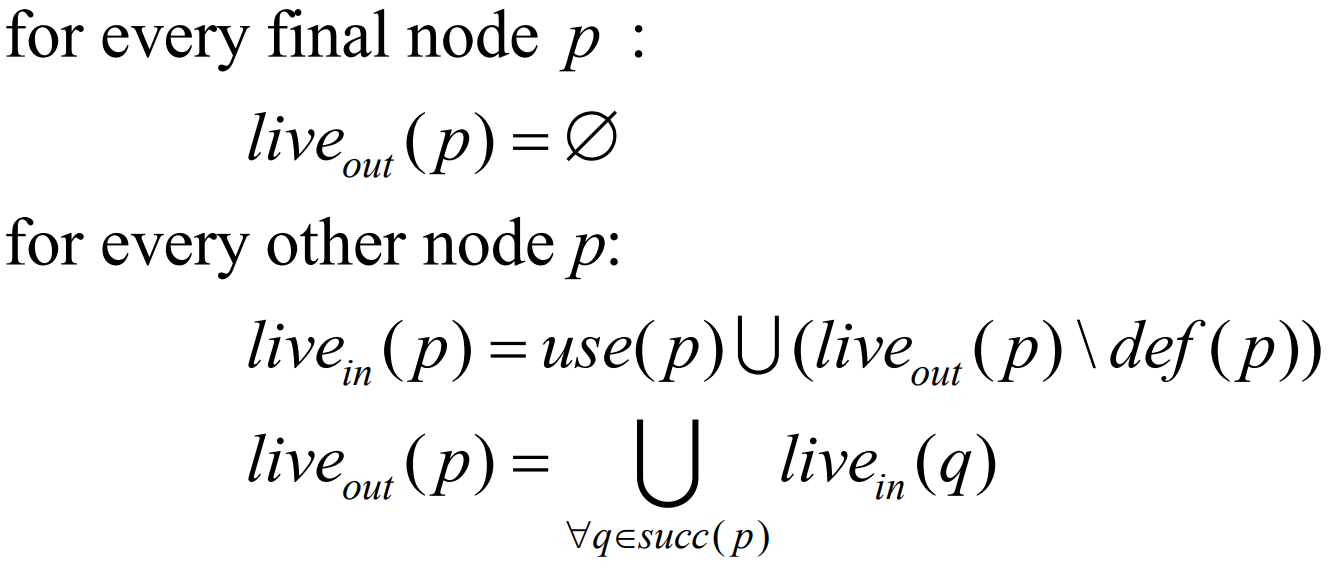 for every final node p :
live_out(p) = ∅
for every other node p:
live_in(p) = use(p) ⋃ (live_out(p) \ def(p))
live_out(p) = ⋃ live_in(q)
∀q∈succ(p)